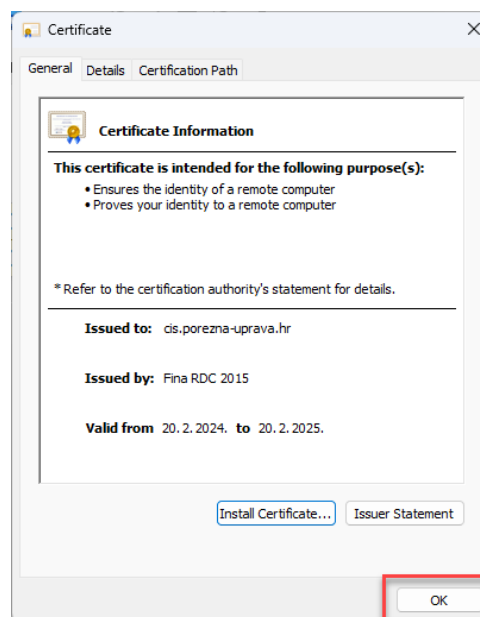 Certificate
General Details Certification Path
Certificate Information
This certificate is intended for the following purpose(s):
• Ensures the identity of a remote computer
• Proves your identity to a remote computer
* Refer to the certification authority's statement for details.
Issued to: cis.porezna-uprava.hr
Issued by: Fina RDC 2015
Valid from 20. 2. 2024. to 20. 2. 2025.
Install Certificate... Issuer Statement
OK